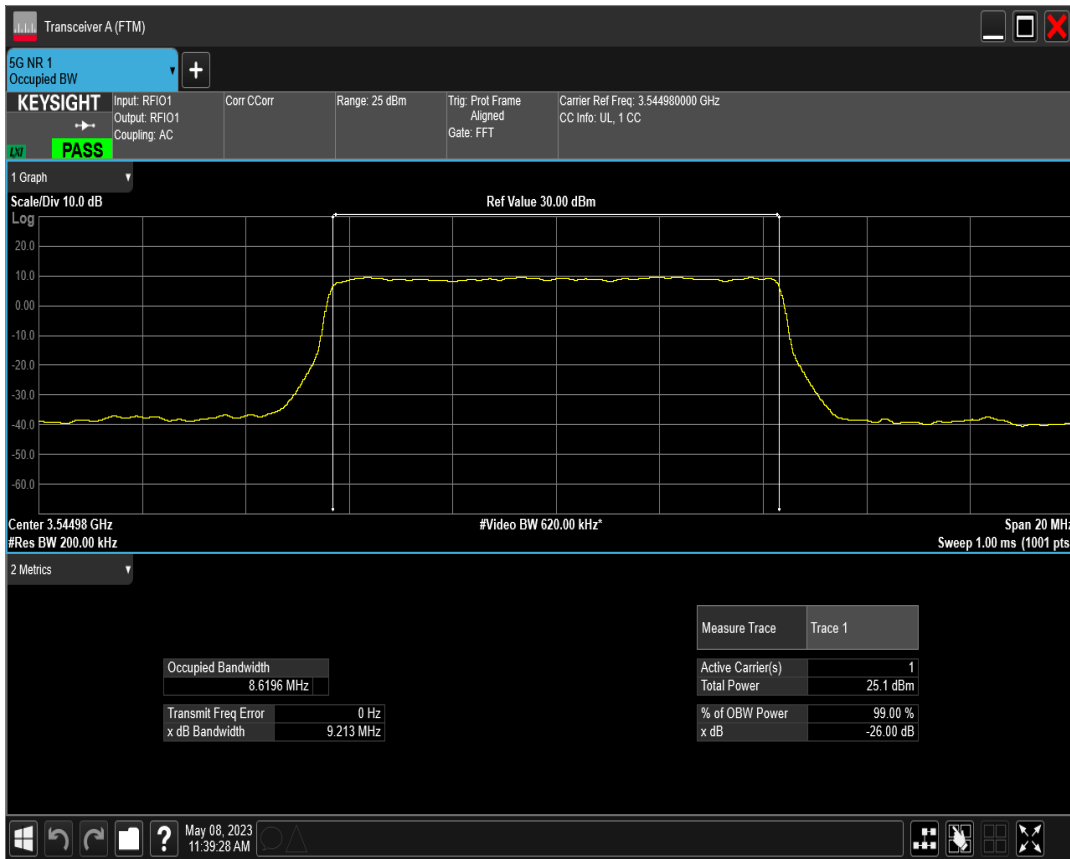 Transceiver A (FTM)
5G NR 1
Occupied BW
+
KEYSIGHT
LXI
PASS
Input: RFIO1
Output: RFIO1
Coupling: AC
Corr CCorr
Range: 25 dBm
Trig: Prot Frame
Aligned
Gate: FFT
Carrier Ref Freq: 3.544980000 GHz
CC Info: UL, 1 CC
1 Graph
Scale/Div 10.0 dB
Ref Value 30.00 dBm
Log
20.0
10.0
0.00
-10.0
-20.0
-30.0
-40.0
-50.0
-60.0
Center 3.54498 GHz
#Video BW 620.00 kHz*
Span 20 MHz
#Res BW 200.00 kHz
Sweep 1.00 ms (1001 pts
2 Metrics
Measure Trace Trace 1
Occupied Bandwidth
8.6196 MHz
Active Carrier(s) 1
Total Power 25.1 dBm
Transmit Freq Error 0 Hz
x dB Bandwidth 9.213 MHz
% of OBW Power 99.00 %
x dB -26.00 dB
?
May 08, 2023
11:39:28 AM